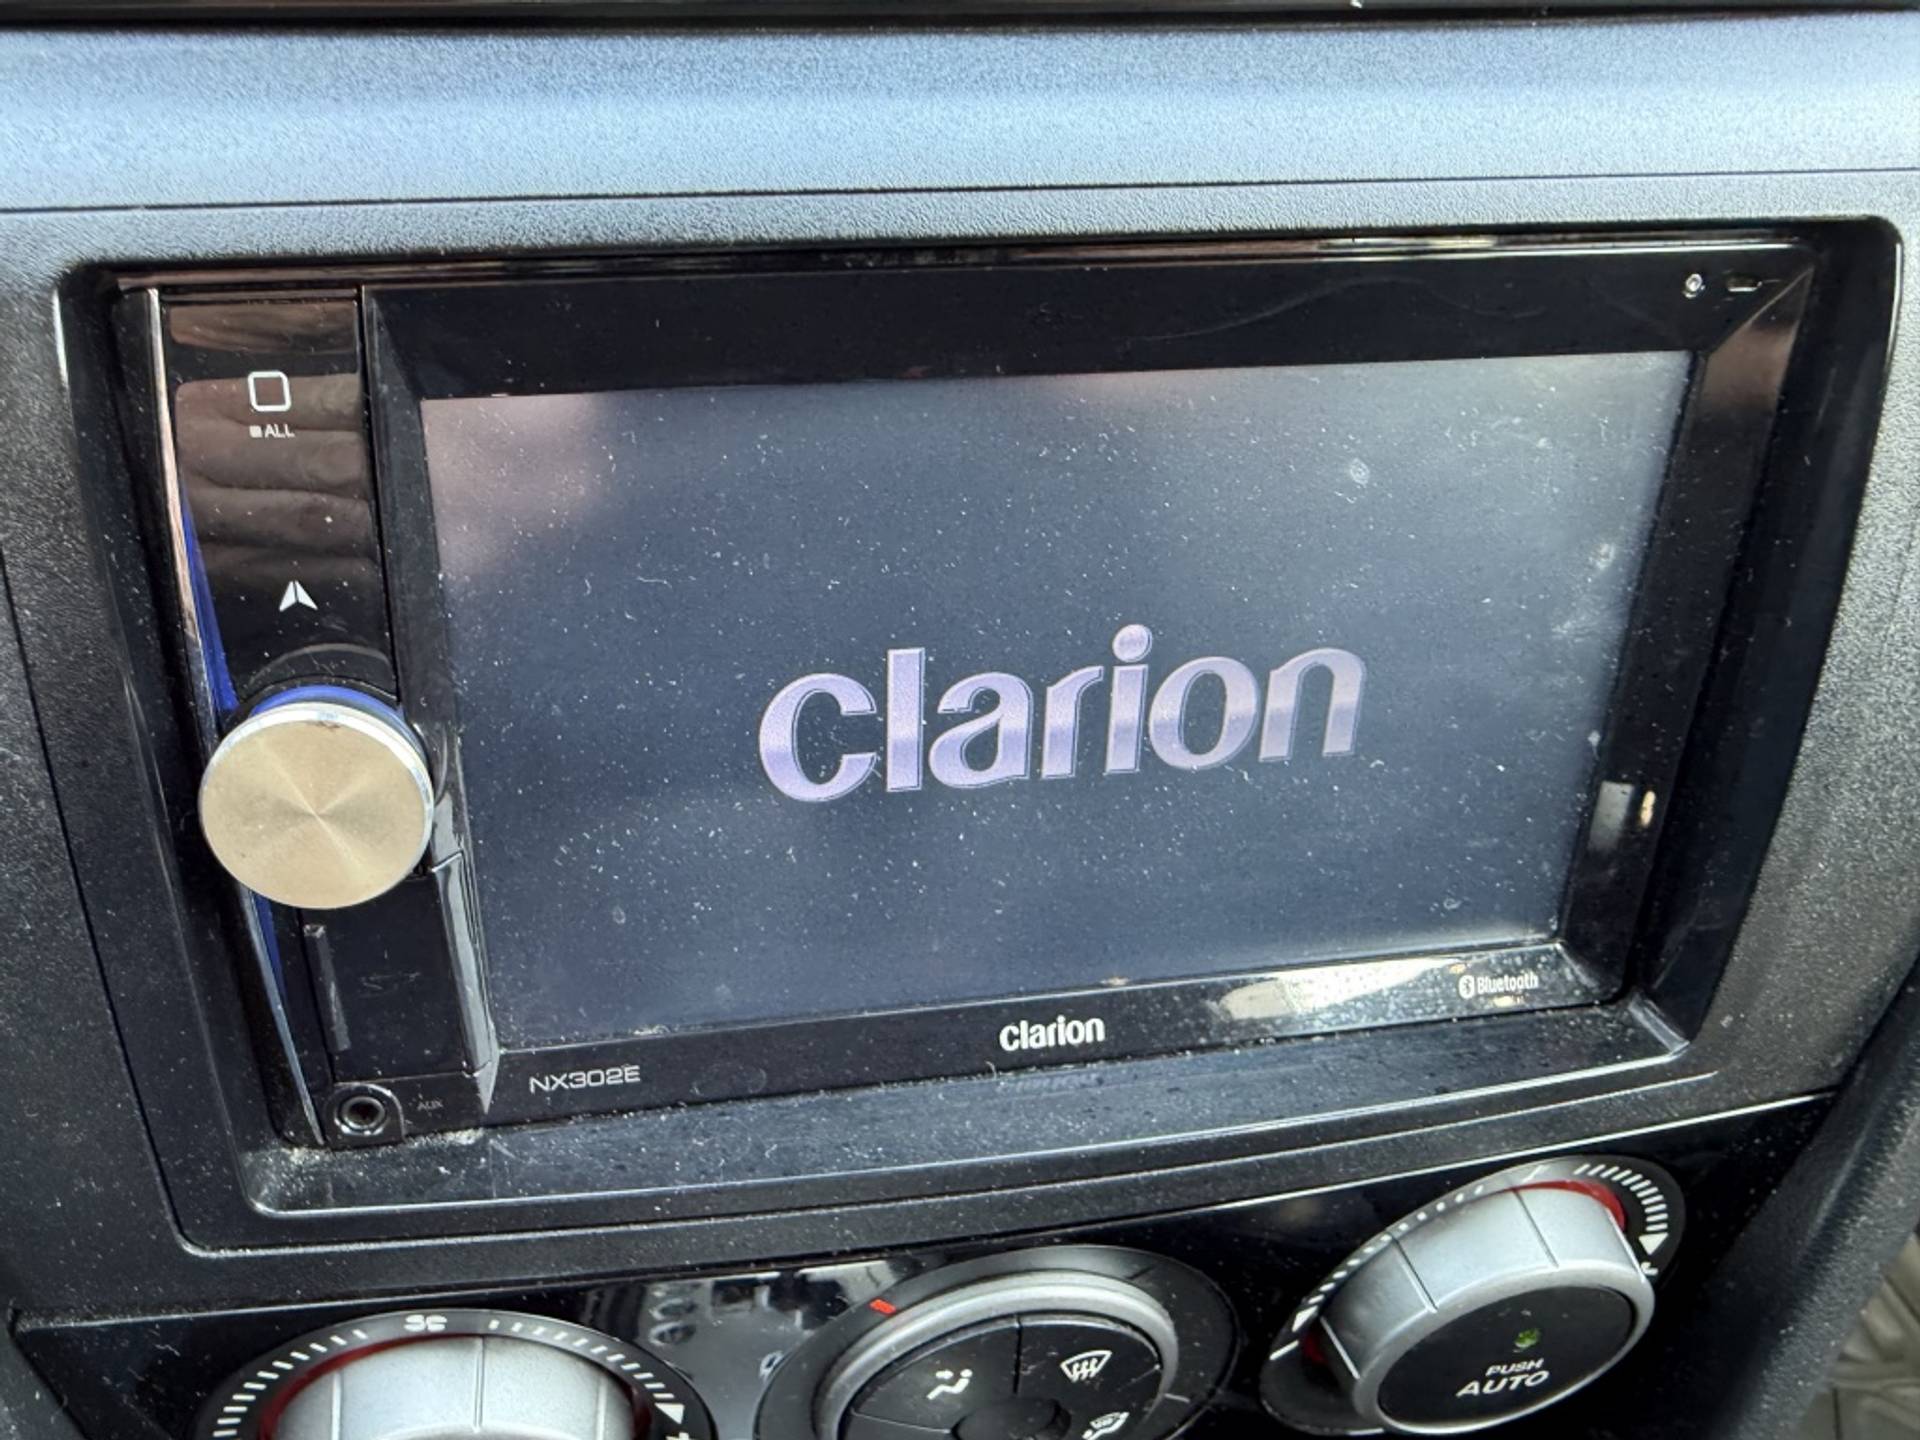 ALL
clarion
Bluetooth
clarion
NX302E
AUX
PUSH
AUTO